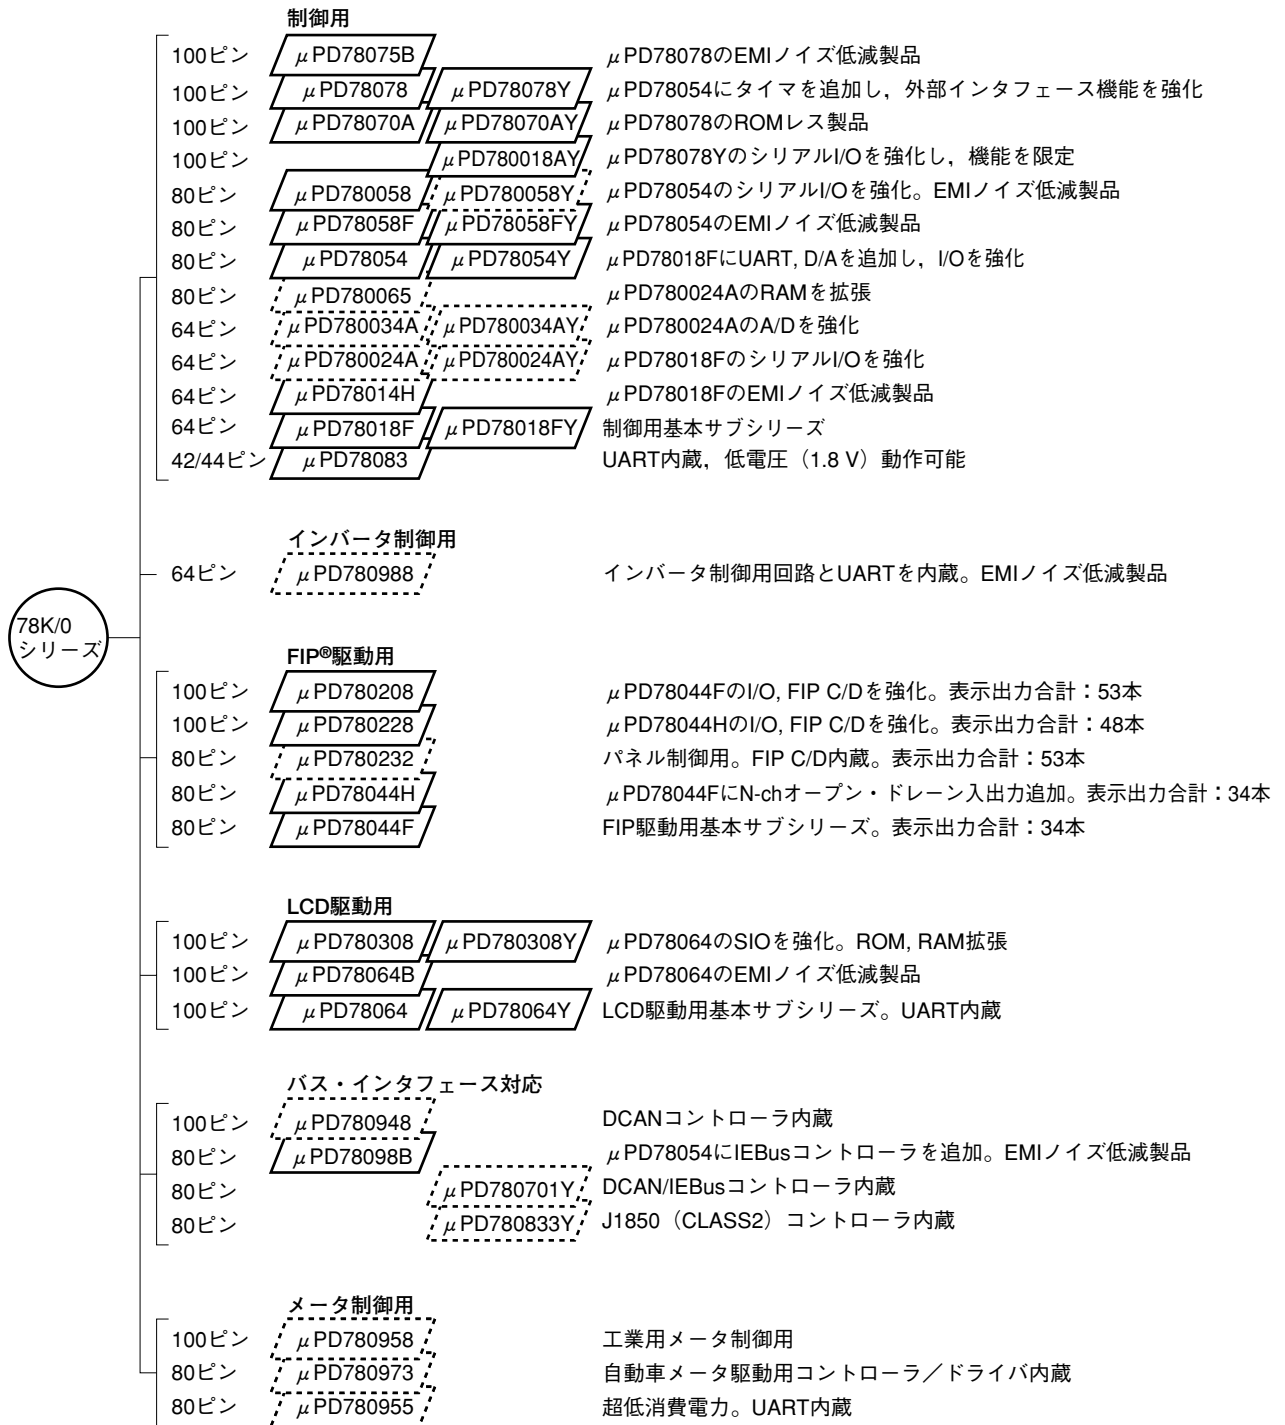 制御用
100ピン μPD78075B μPD78078のEMIノイズ低減製品
100ピン μPD78078 μPD78078Y μPD78054にタイマを追加し，外部インタフェース機能を強化
100ピン μPD78070A μPD78070AY μPD78078のROMレス製品
100ピン μPD780018AY μPD78078YのシリアルI/Oを強化し，機能を限定
80ピン μPD780058 μPD780058Y μPD78054のシリアルI/Oを強化。EMIノイズ低減製品
80ピン μPD78058F μPD78058FY μPD78054のEMIノイズ低減製品
80ピン μPD78054 μPD78054Y μPD78018FにUART, D/Aを追加し，I/Oを強化
80ピン μPD780065 μPD780024AのRAMを拡張
64ピン μPD780034A μPD780034AY μPD780024AのA/Dを強化
64ピン μPD780024A μPD780024AY μPD78018FのシリアルI/Oを強化
64ピン μPD78014H μPD78018FのEMIノイズ低減製品
64ピン μPD78018F μPD78018FY 制御用基本サブシリーズ
42/44ピン μPD78083 UART内蔵，低電圧（1.8 V）動作可能
インバータ制御用
64ピン μPD780988 インバータ制御用回路とUARTを内蔵。EMIノイズ低減製品
78K/0
シリーズ
FIP®駆動用
100ピン μPD780208 μPD78044FのI/O, FIP C/Dを強化。表示出力合計：53本
100ピン μPD780228 μPD78044HのI/O, FIP C/Dを強化。表示出力合計：48本
80ピン μPD780232 パネル制御用。FIP C/D内蔵。表示出力合計：53本
80ピン μPD78044H μPD78044FにN-chオープン・ドレーン入出力追加。表示出力合計：34本
80ピン μPD78044F FIP駆動用基本サブシリーズ。表示出力合計：34本
LCD駆動用
100ピン μPD780308 μPD780308Y μPD78064のSIOを強化。ROM, RAM拡張
100ピン μPD78064B μPD78064のEMIノイズ低減製品
100ピン μPD78064 μPD78064Y LCD駆動用基本サブシリーズ。UART内蔵
バス・インタフェース対応
100ピン μPD780948 DCANコントローラ内蔵
80ピン μPD78098B μPD78054にIEBusコントローラを追加。EMIノイズ低減製品
80ピン μPD780701Y DCAN/IEBusコントローラ内蔵
80ピン μPD780833Y J1850（CLASS2）コントローラ内蔵
メータ制御用
100ピン μPD780958 工業用メータ制御用
80ピン μPD780973 自動車メータ駆動用コントローラ／ドライバ内蔵
80ピン μPD780955 超低消費電力。UART内蔵